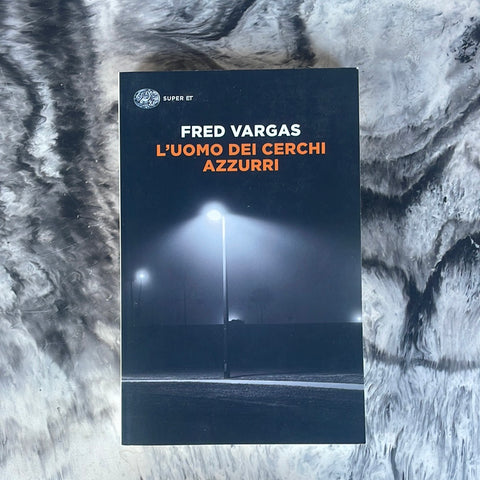 SUPER ET
FRED VARGAS
L'UOMO DEI CERCHI
AZZURRI